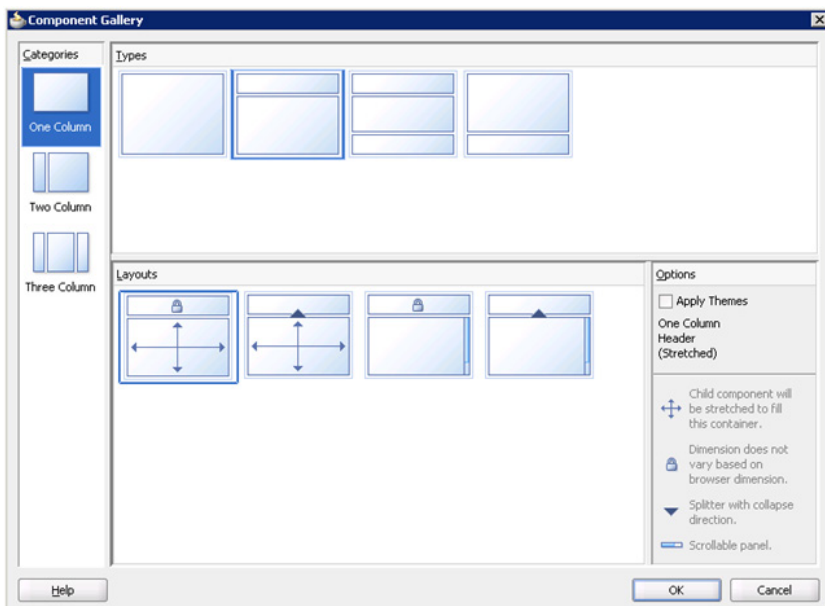 Component Gallery
Categories
One Column
Two Column
Three Column
Types
Layouts
Options
Apply Themes
One Column
Header
(Stretched)
Child component will
be stretched to fill
this container.
Dimension does not
vary based on
browser dimension.
Splitter with collapse
direction.
Scrollable panel.
Help
OK
Cancel